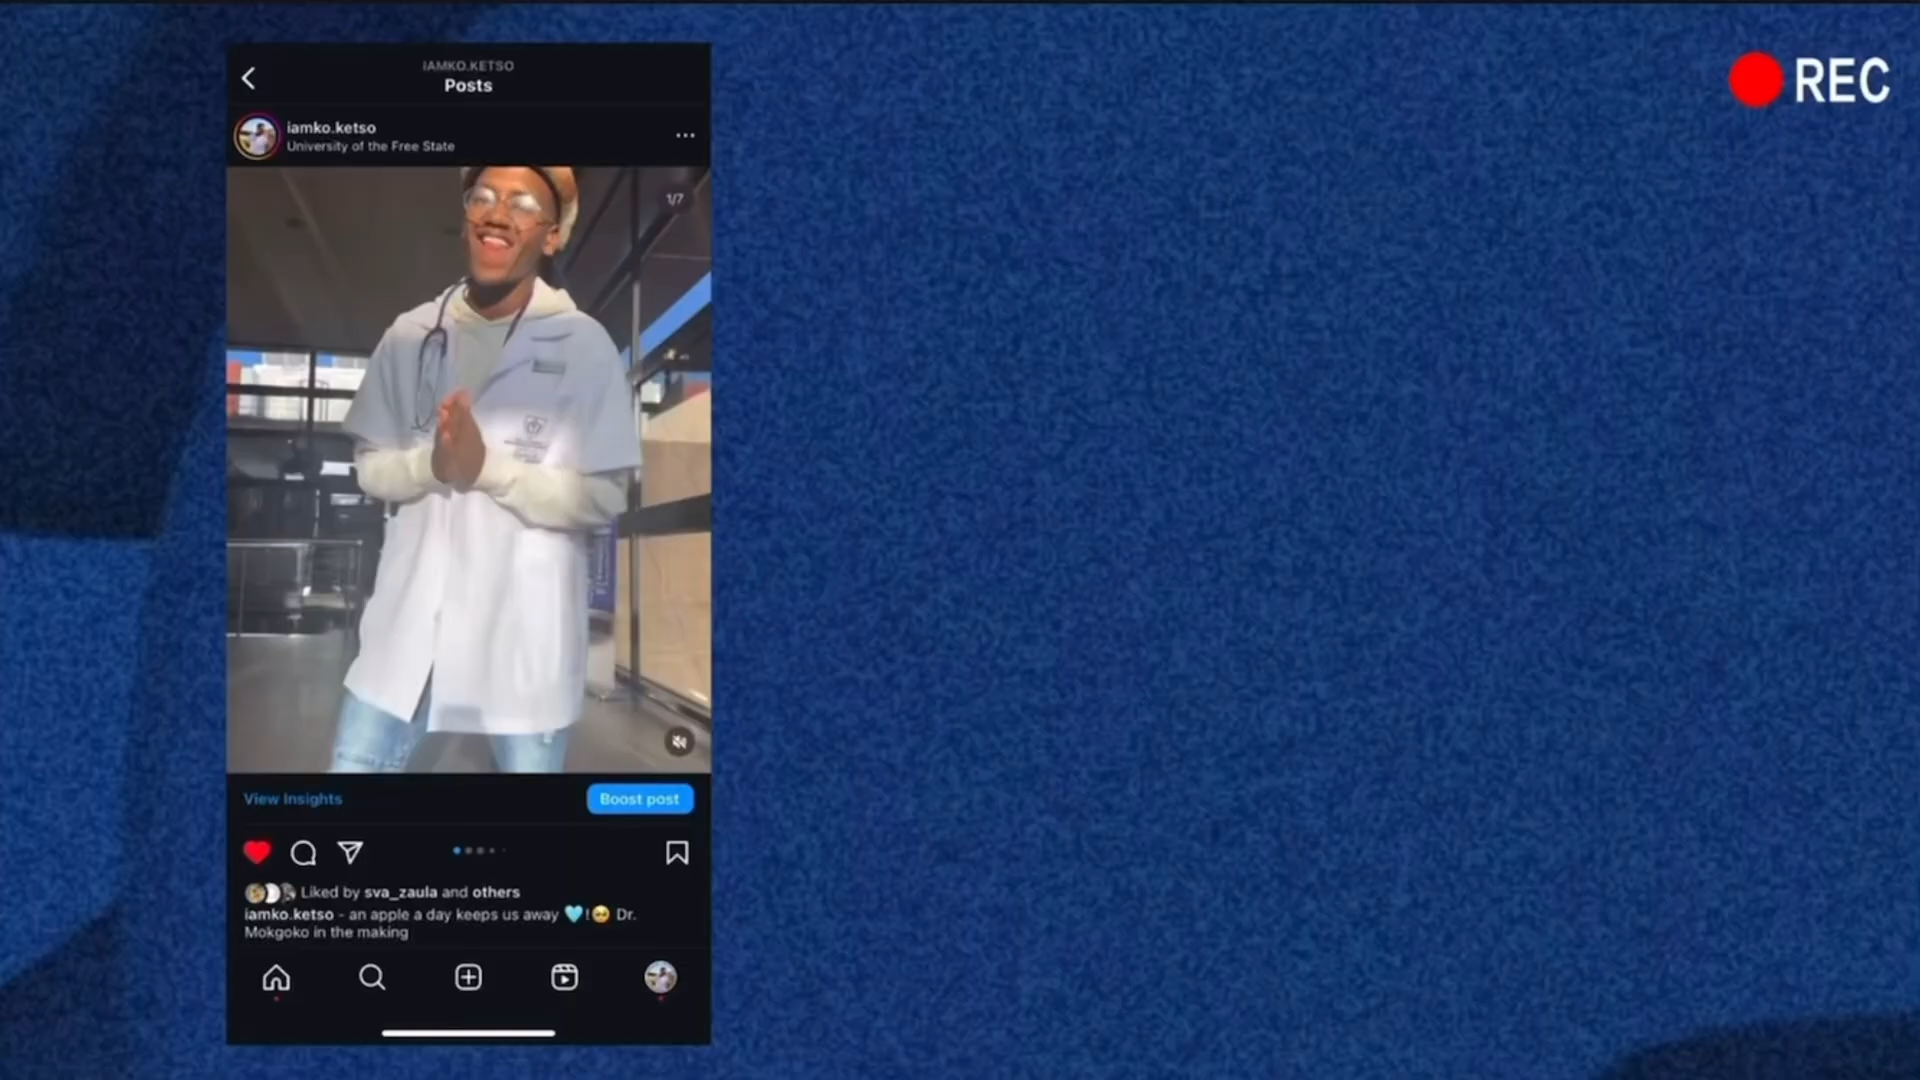 IAMKO.KETSO
Posts
iamko.ketso
University of the Free State
1/7
REC
View Insights
Boost post
Liked by sva_zaula and others
iamko.ketso - an apple a day keeps us away 🩵!🥹 Dr.
Mokgoko in the making